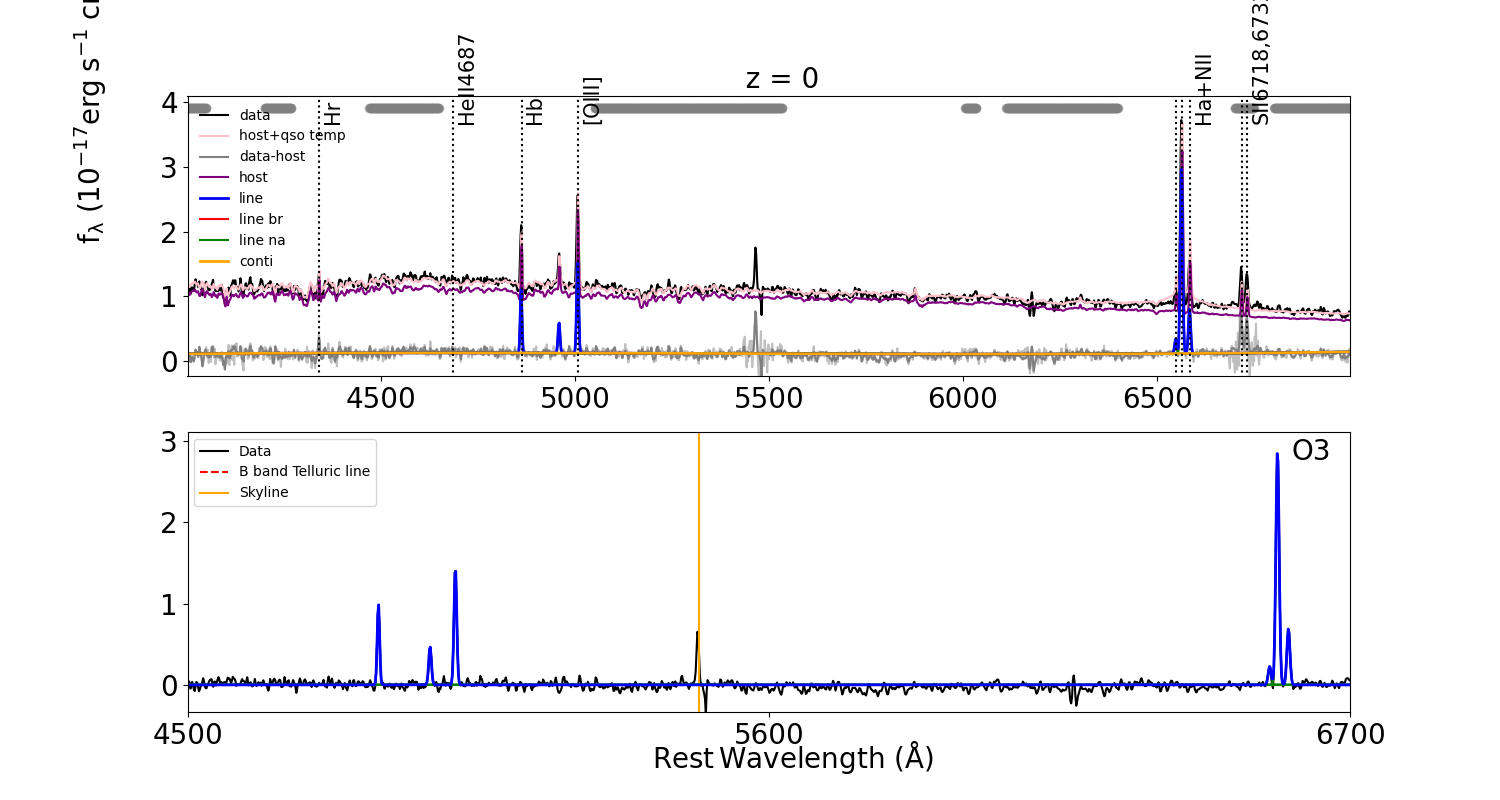 z = 0
f_λ (10^−17 erg s^−1
Hr
HeII4687
Hb
[OIII]
Ha+NII
SII6718,673
4
3
2
1
0
data
host+qso temp
data-host
host
line
line br
line na
conti
4500
5000
5500
6000
6500
3
2
1
0
Data
B band Telluric line
Skyline
O3
4500
5600
6700
Rest Wavelength (Å)